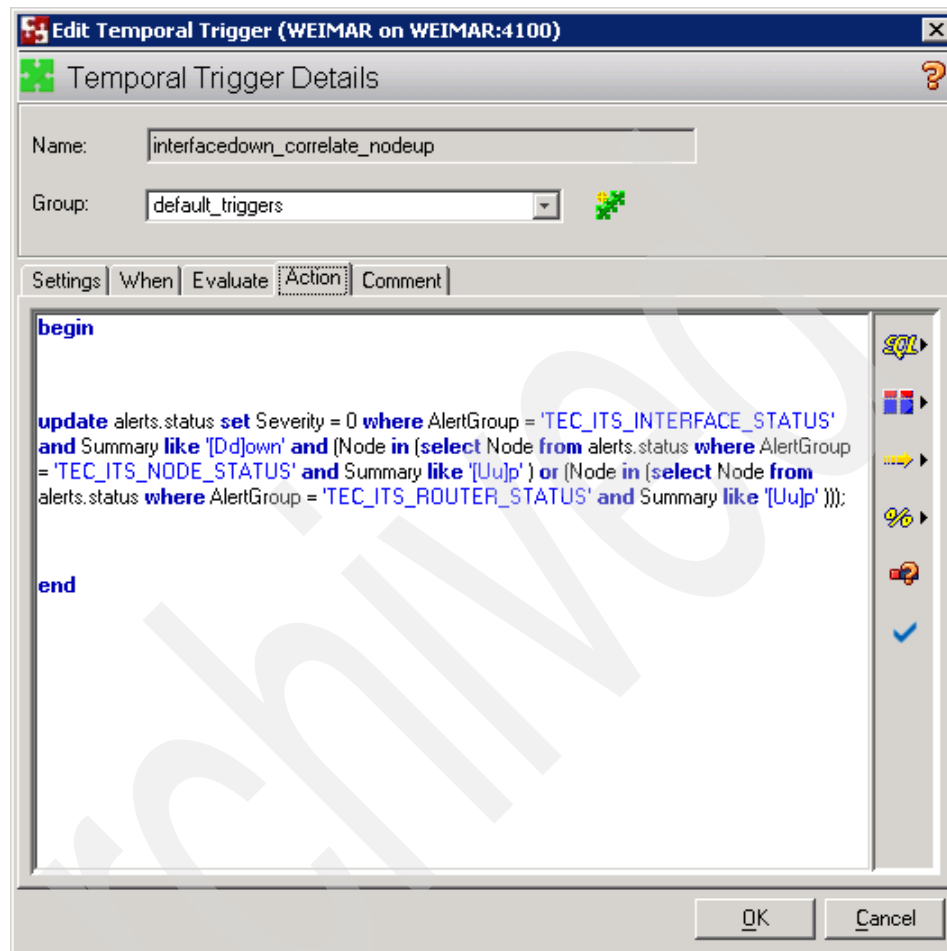 Edit Temporal Trigger (WEIMAR on WEIMAR:4100)
Temporal Trigger Details
Name: interfacedown_correlate_nodeup
Group: default_triggers
Settings When Evaluate Action Comment
begin
update alerts.status set Severity = 0 where AlertGroup = 'TEC_ITS_INTERFACE_STATUS'
and Summary like '[Dd]own' and (Node in (select Node from alerts.status where AlertGroup
= 'TEC_ITS_NODE_STATUS' and Summary like '[Uu]p' ) or (Node in (select Node from
alerts.status where AlertGroup = 'TEC_ITS_ROUTER_STATUS' and Summary like '[Uu]p' )));
end
SQL
%
OK Cancel
rchived